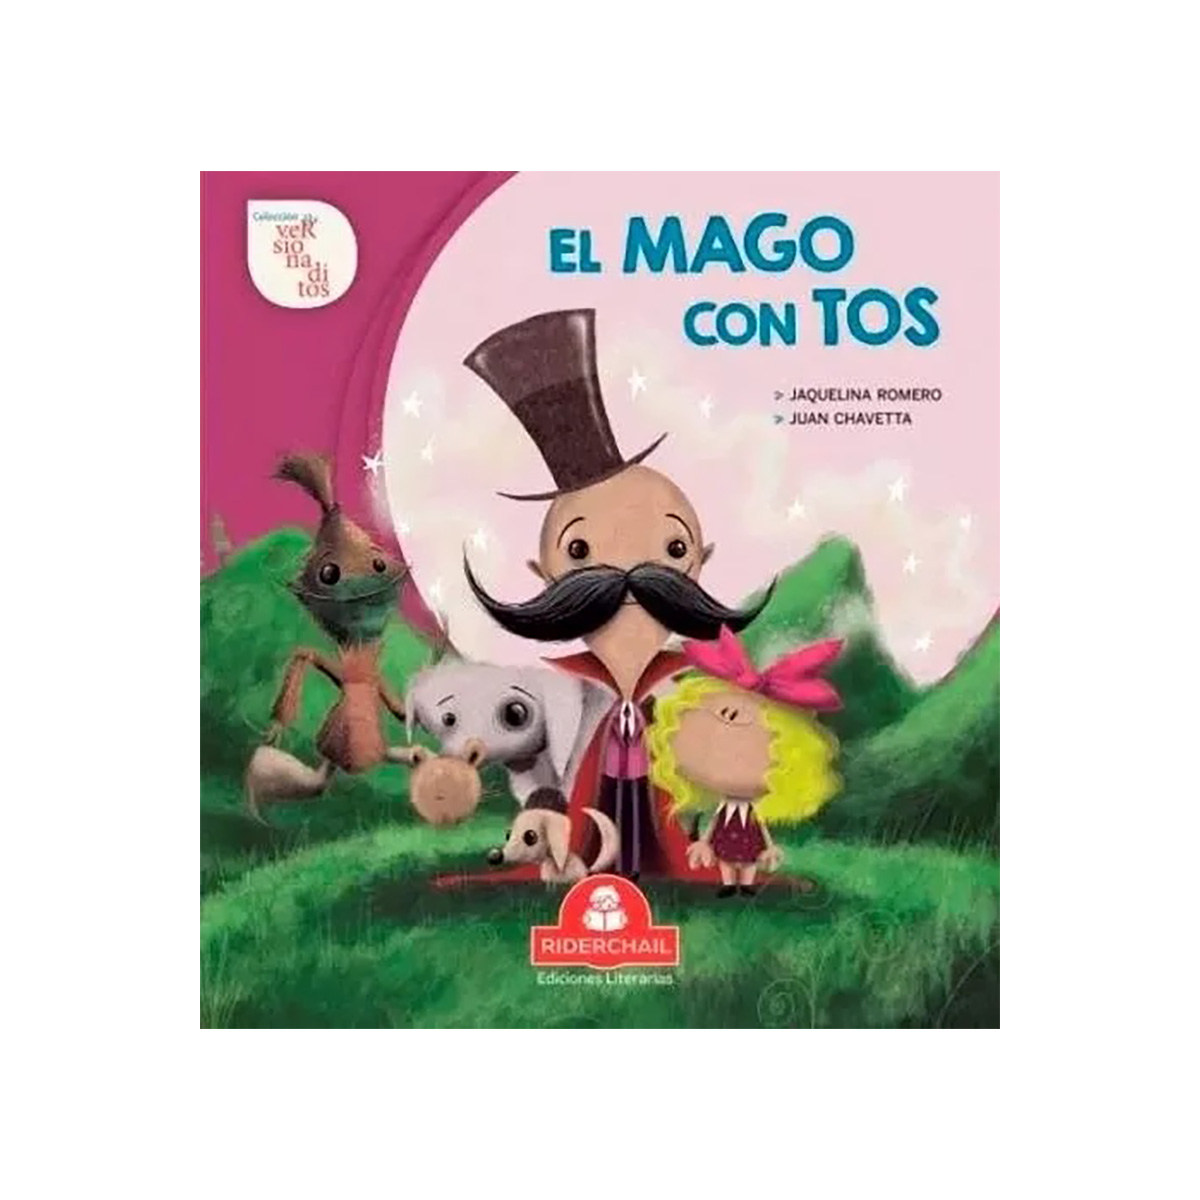 Colección
veR
sio
na
di
tos
EL MAGO
CON TOS
> JAQUELINA ROMERO
> JUAN CHAVETTA
RIDERCHAIL
Ediciones Literarias